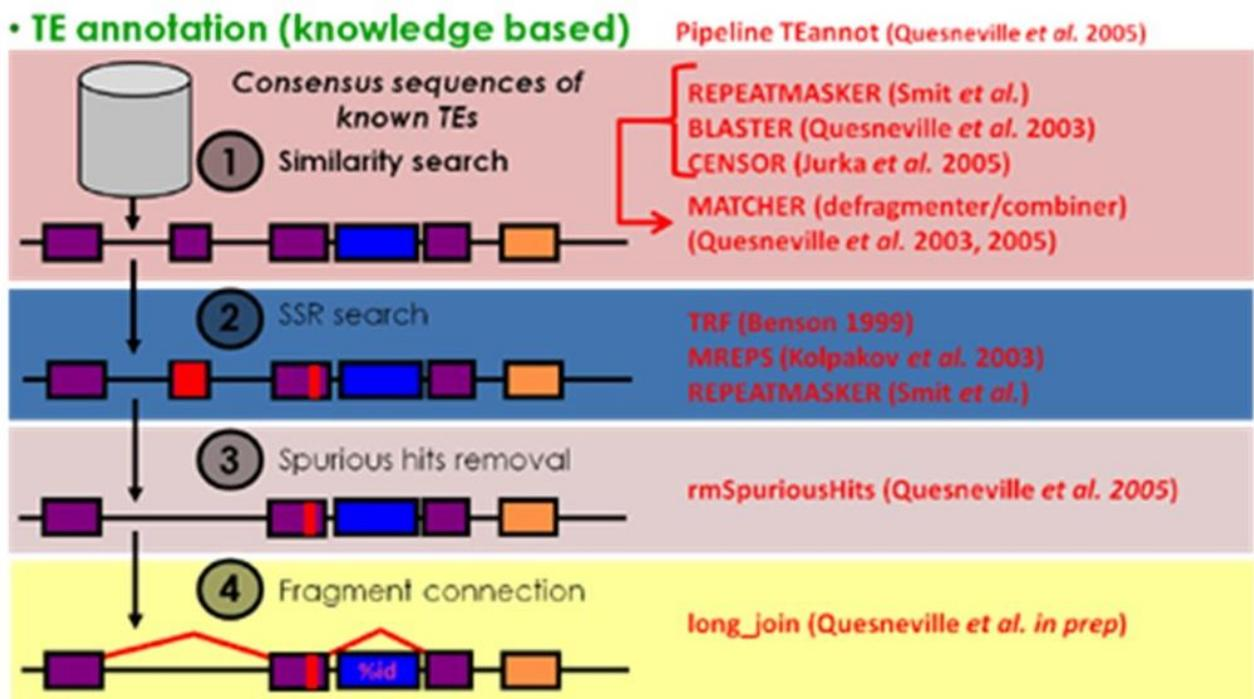 • TE annotation (knowledge based)
Pipeline TEannot (Quesneville et al. 2005)
Consensus sequences of
known TEs
1 Similarity search
REPEATMASKER (Smit et al.)
BLASTER (Quesneville et al. 2003)
CENSOR (Jurka et al. 2005)
MATCHER (defragmenter/combiner)
(Quesneville et al. 2003, 2005)
2 SSR search
TRF (Benson 1999)
MREPS (Kolpakov et al. 2003)
REPEATMASKER (Smit et al.)
3 Spurious hits removal
rmSpuriousHits (Quesneville et al. 2005)
4 Fragment connection
long_join (Quesneville et al. in prep)
%id